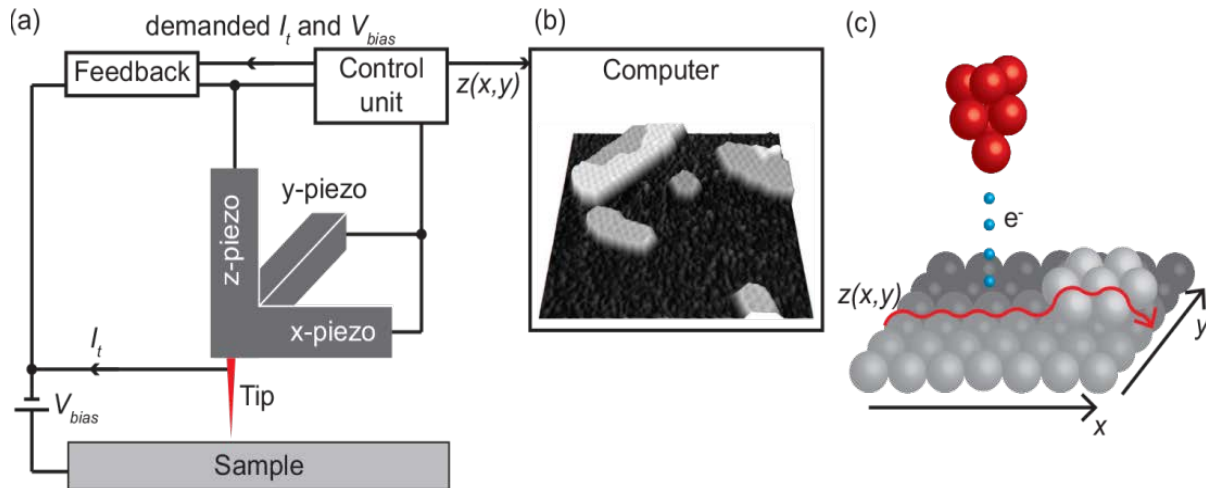 (a)
demanded I_t and V_bias
Feedback
Control
unit
z(x,y)
y-piezo
z-piezo
x-piezo
I_t
Tip
V_bias
Sample
(b)
Computer
(c)
e⁻
z(x,y)
y
x